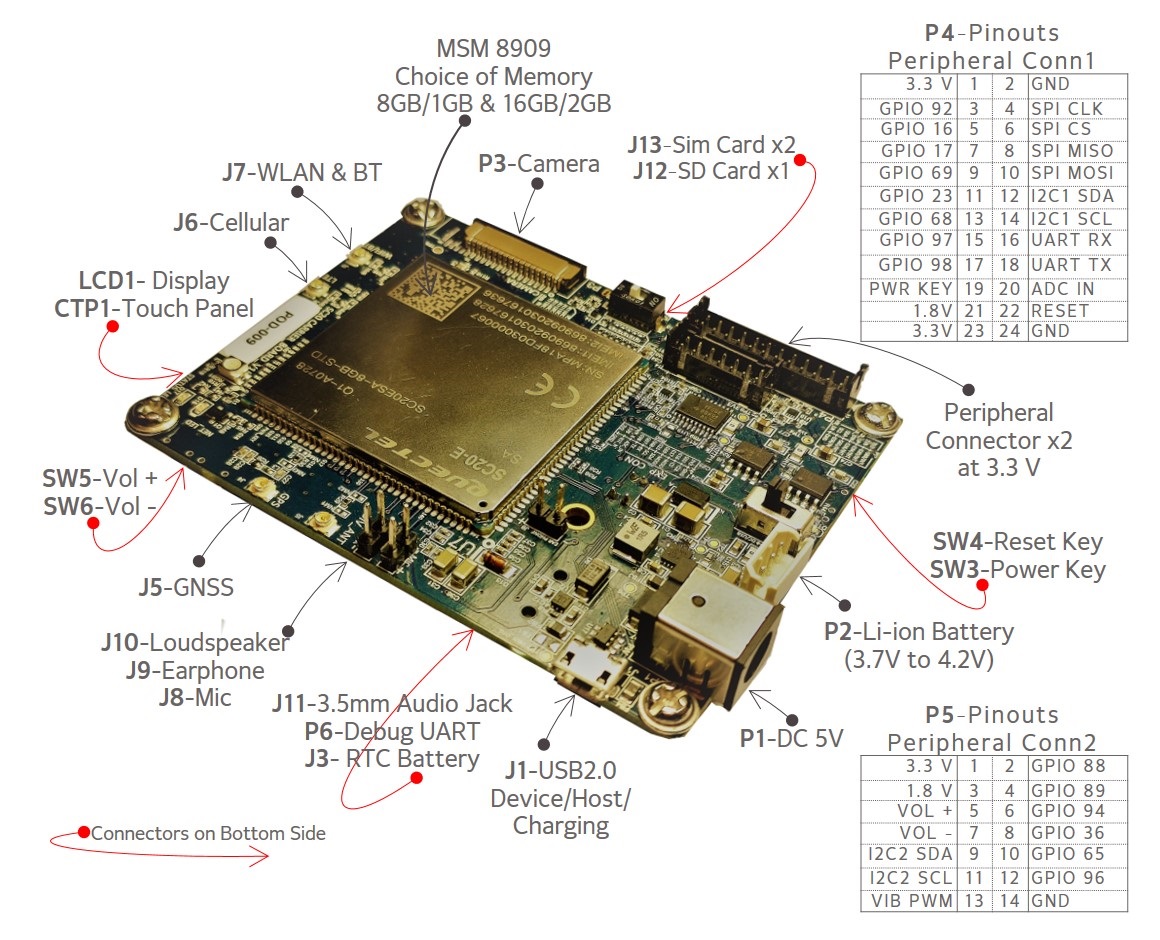 MSM 8909
Choice of Memory
8GB/1GB & 16GB/2GB
J7-WLAN & BT
P3-Camera
J13-Sim Card x2
J12-SD Card x1
J6-Cellular
LCD1- Display
CTP1-Touch Panel
POD-009
QUECTEL
SC20-E
SA
Q1-A0728
SC20ESA-8GB-STD
CE
ON
GPS
SW5-Vol +
SW6-Vol -
J5-GNSS
J10-Loudspeaker
J9-Earphone
J8-Mic
J11-3.5mm Audio Jack
P6-Debug UART
J3- RTC Battery
J1-USB2.0
Device/Host/
Charging
Connectors on Bottom Side
Peripheral
Connector x2
at 3.3 V
SW4-Reset Key
SW3-Power Key
P2-Li-ion Battery
(3.7V to 4.2V)
P1-DC 5V
P4-Pinouts
Peripheral Conn1
3.3 V 1 2 GND
GPIO 92 3 4 SPI CLK
GPIO 16 5 6 SPI CS
GPIO 17 7 8 SPI MISO
GPIO 69 9 10 SPI MOSI
GPIO 23 11 12 I2C1 SDA
GPIO 68 13 14 I2C1 SCL
GPIO 97 15 16 UART RX
GPIO 98 17 18 UART TX
PWR KEY 19 20 ADC IN
1.8V 21 22 RESET
3.3V 23 24 GND
P5-Pinouts
Peripheral Conn2
3.3 V 1 2 GPIO 88
1.8 V 3 4 GPIO 89
VOL + 5 6 GPIO 94
VOL - 7 8 GPIO 36
I2C2 SDA 9 10 GPIO 65
I2C2 SCL 11 12 GPIO 96
VIB PWM 13 14 GND